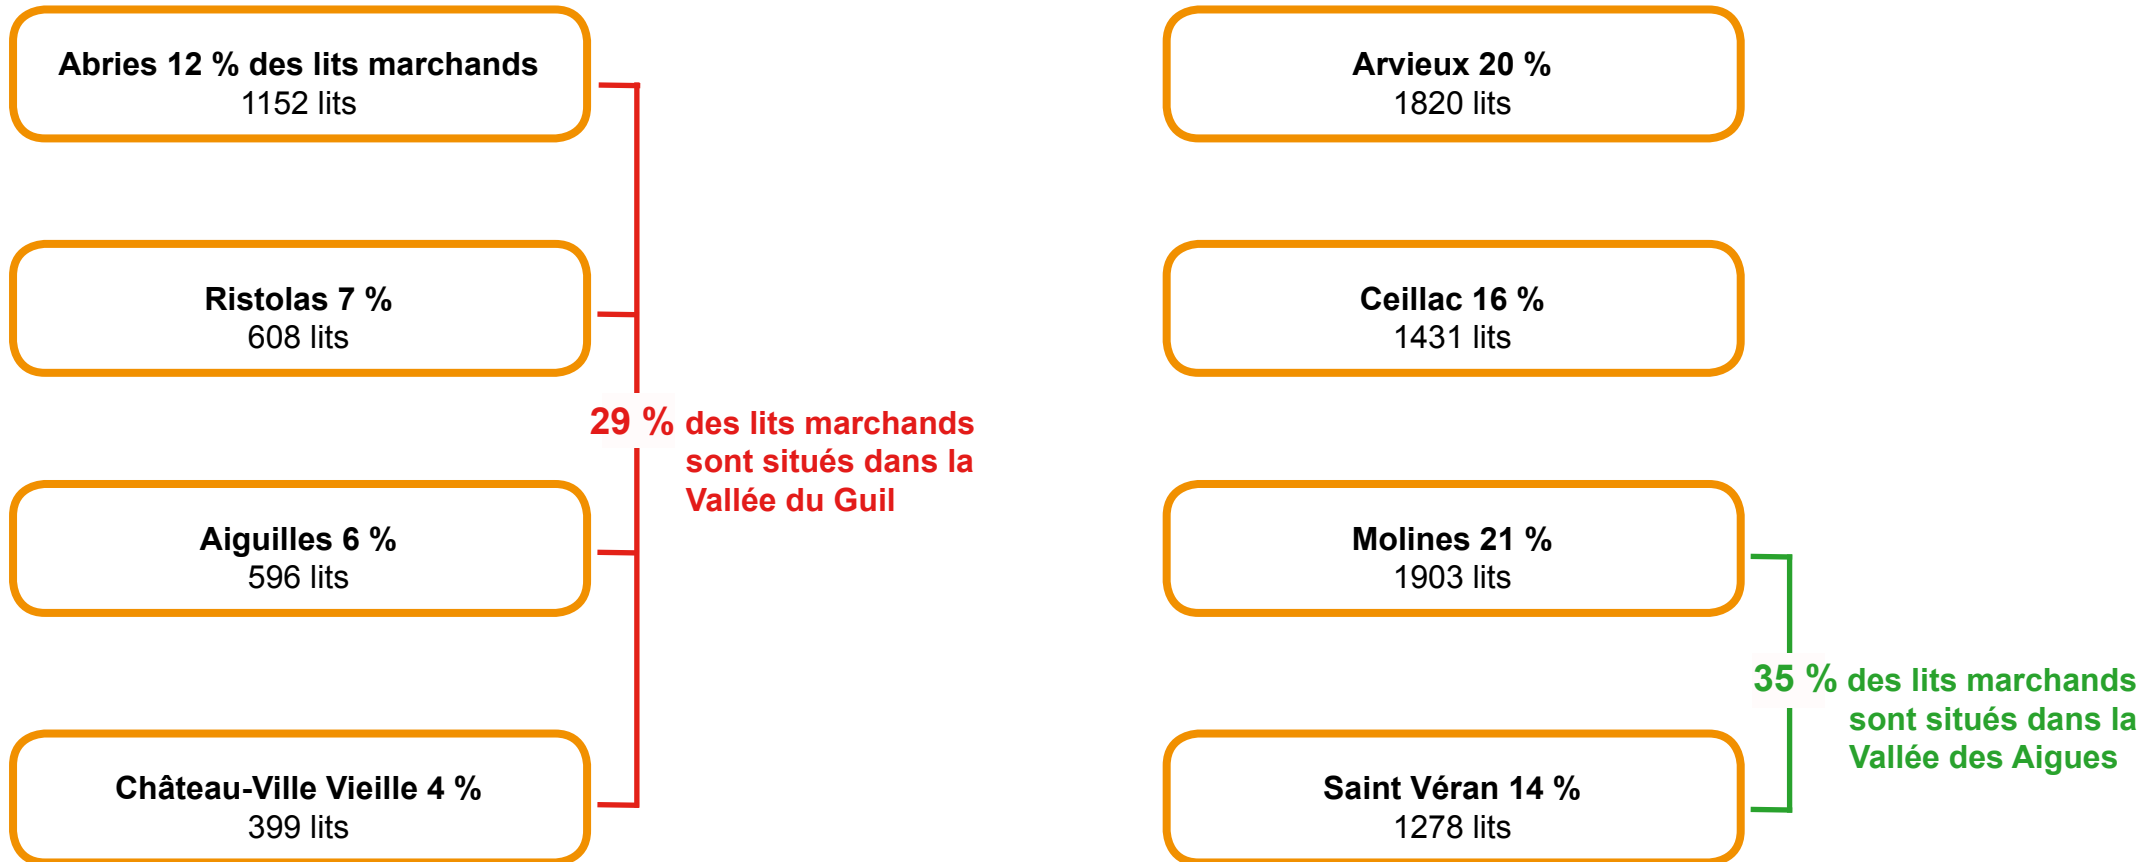 Abries 12 % des lits marchands
1152 lits
Ristolas 7 %
608 lits
Aiguilles 6 %
596 lits
Château-Ville Vieille 4 %
399 lits
29 % des lits marchands
sont situés dans la
Vallée du Guil
Arvieux 20 %
1820 lits
Ceillac 16 %
1431 lits
Molines 21 %
1903 lits
Saint Véran 14 %
1278 lits
35 % des lits marchands
sont situés dans la
Vallée des Aigues